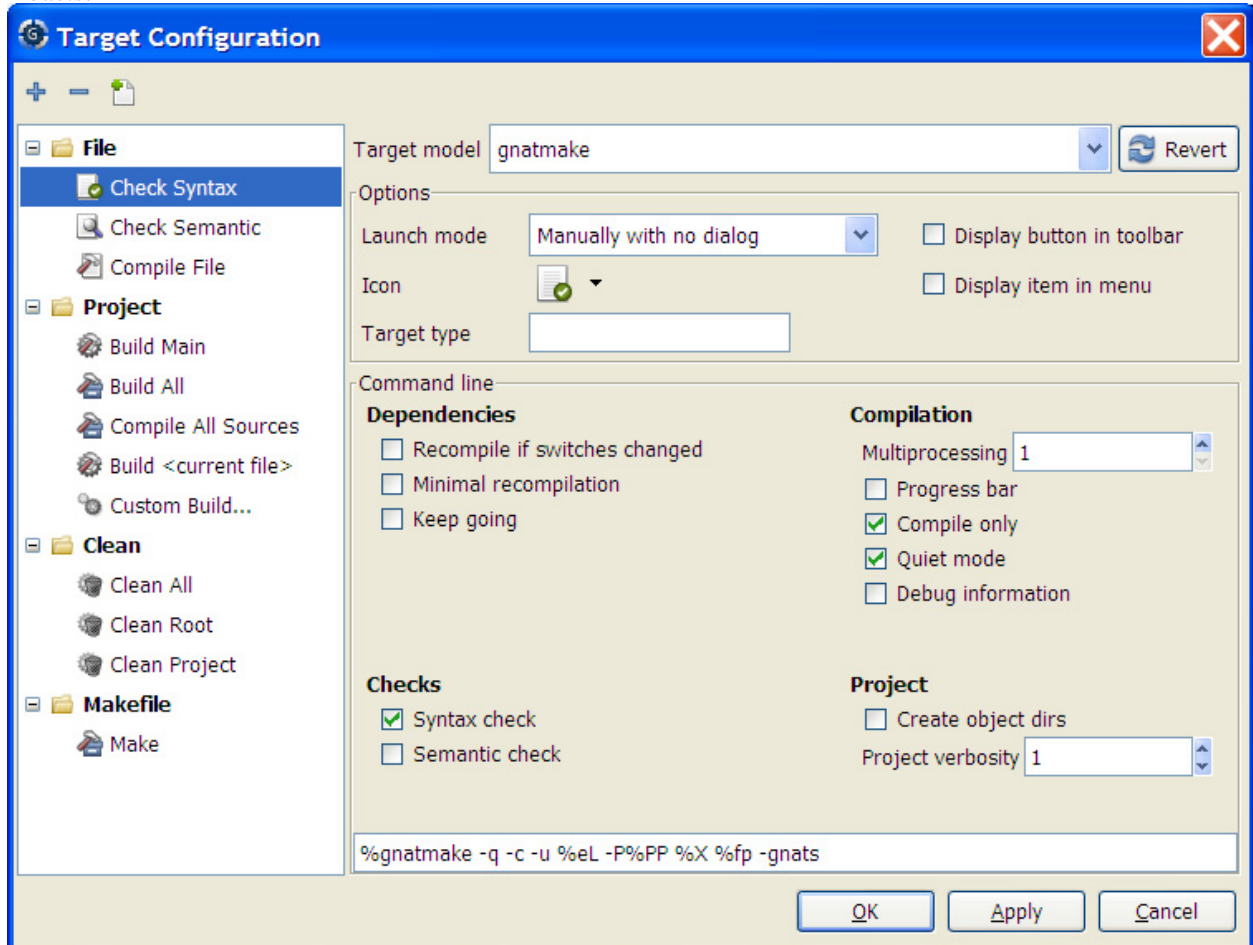 Target Configuration
File
Check Syntax
Check Semantic
Compile File
Project
Build Main
Build All
Compile All Sources
Build <current file>
Custom Build...
Clean
Clean All
Clean Root
Clean Project
Makefile
Make
Target model gnatmake Revert
Options
Launch mode Manually with no dialog Display button in toolbar
Icon Display item in menu
Target type
Command line
Dependencies
Recompile if switches changed
Minimal recompilation
Keep going
Compilation
Multiprocessing 1
Progress bar
Compile only
Quiet mode
Debug information
Checks
Syntax check
Semantic check
Project
Create object dirs
Project verbosity 1
%gnatmake -q -c -u %eL -P%PP %X %fp -gnats
OK Apply Cancel